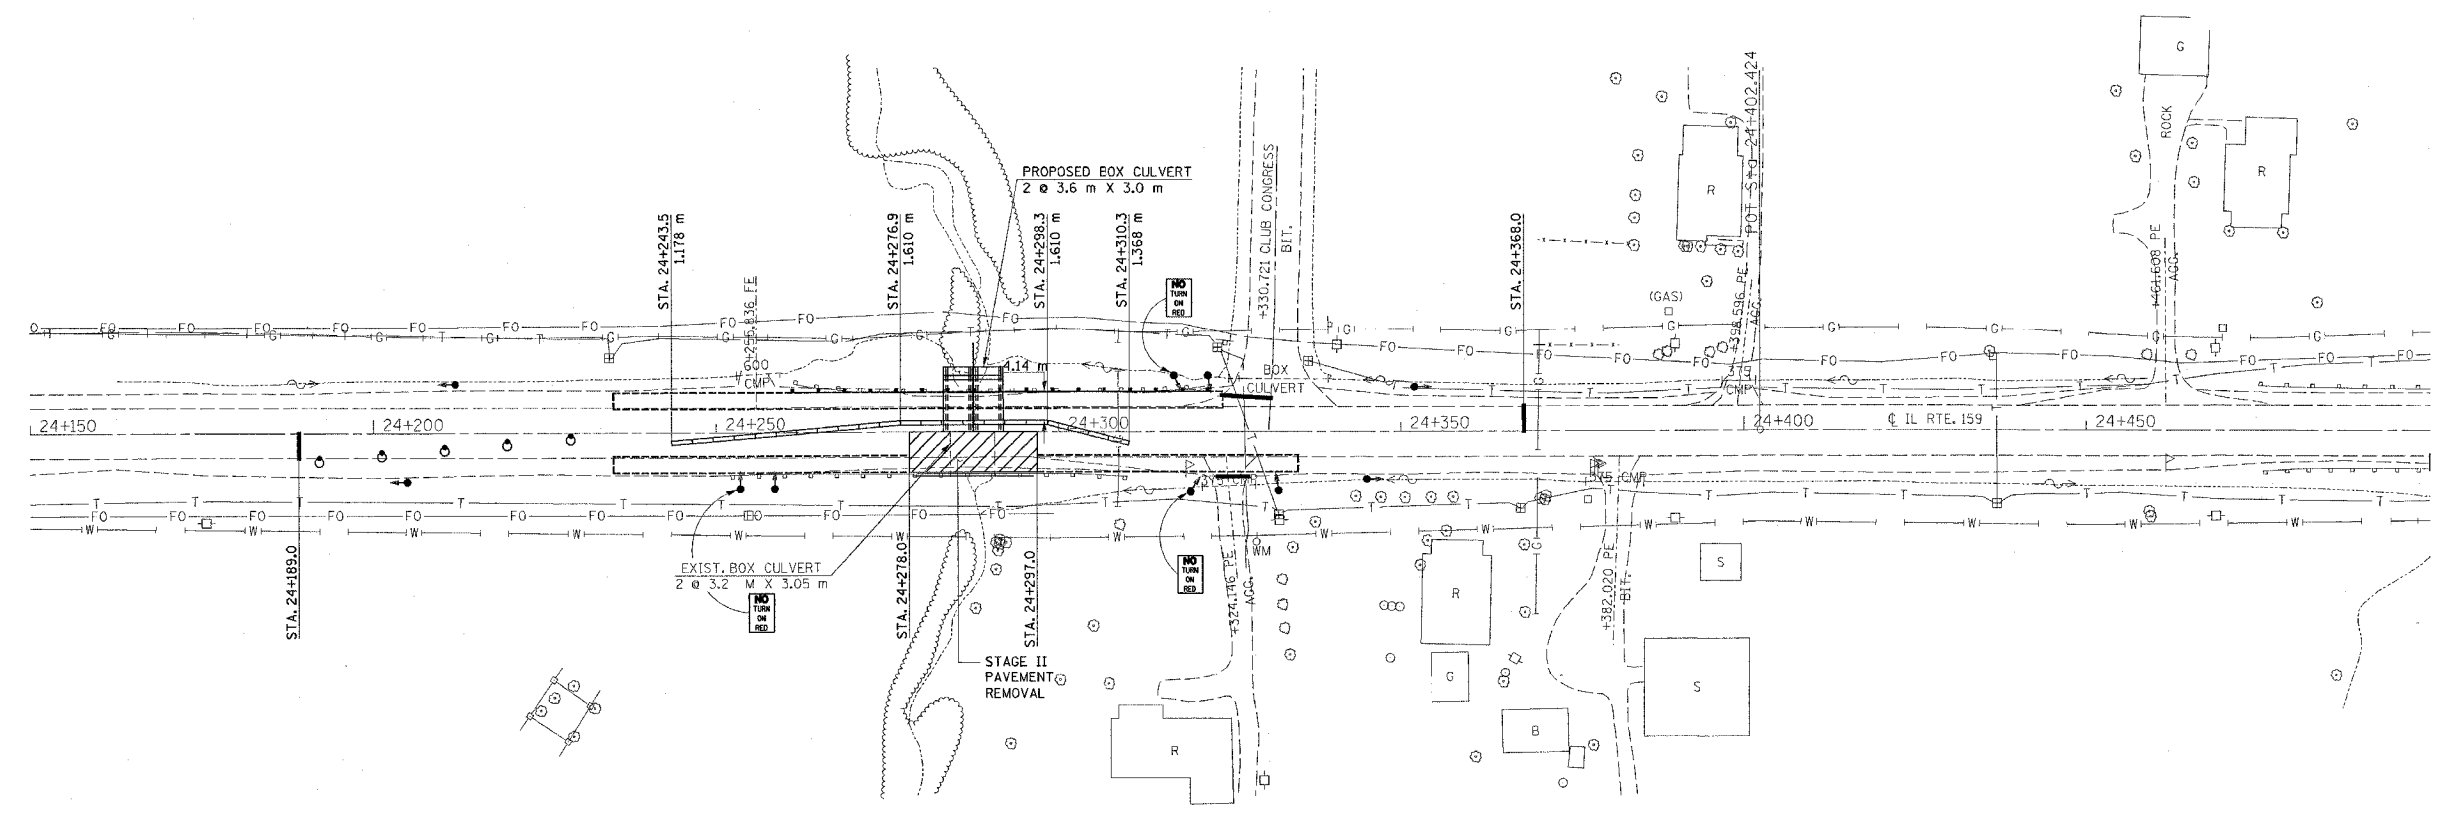 PROPOSED BOX CULVERT
2 @ 3.6 m X 3.0 m
STA. 24+243.5
1.178 m
STA. 24+276.9
1.610 m
STA. 24+298.3
1.610 m
STA. 24+310.3
1.368 m
STA. 24+368.0
+330.721 CLUB CONGRESS
BIT.
POT Sta 24+402.424
+398.596 PE
AGG.
+461.608 PE
AGG.
ROCK
G
R
R
(GAS)
NO
TURN
ON
RED
600
CMP
4.14 m
BOX
CULVERT
379
CMP
24+150
24+200
24+250
24+300
24+350
24+400
24+450
℄ IL RTE. 159
375 CMP
EXIST. BOX CULVERT
2 @ 3.2 M X 3.05 m
NO
TURN
ON
RED
NO
TURN
ON
RED
STA. 24+189.0
STA. 24+278.0
STA. 24+297.0
STAGE II
PAVEMENT
REMOVAL
WM
+324.146 PE
AGG.
+382.020 PE
BIT.
R
G
B
S
S
R